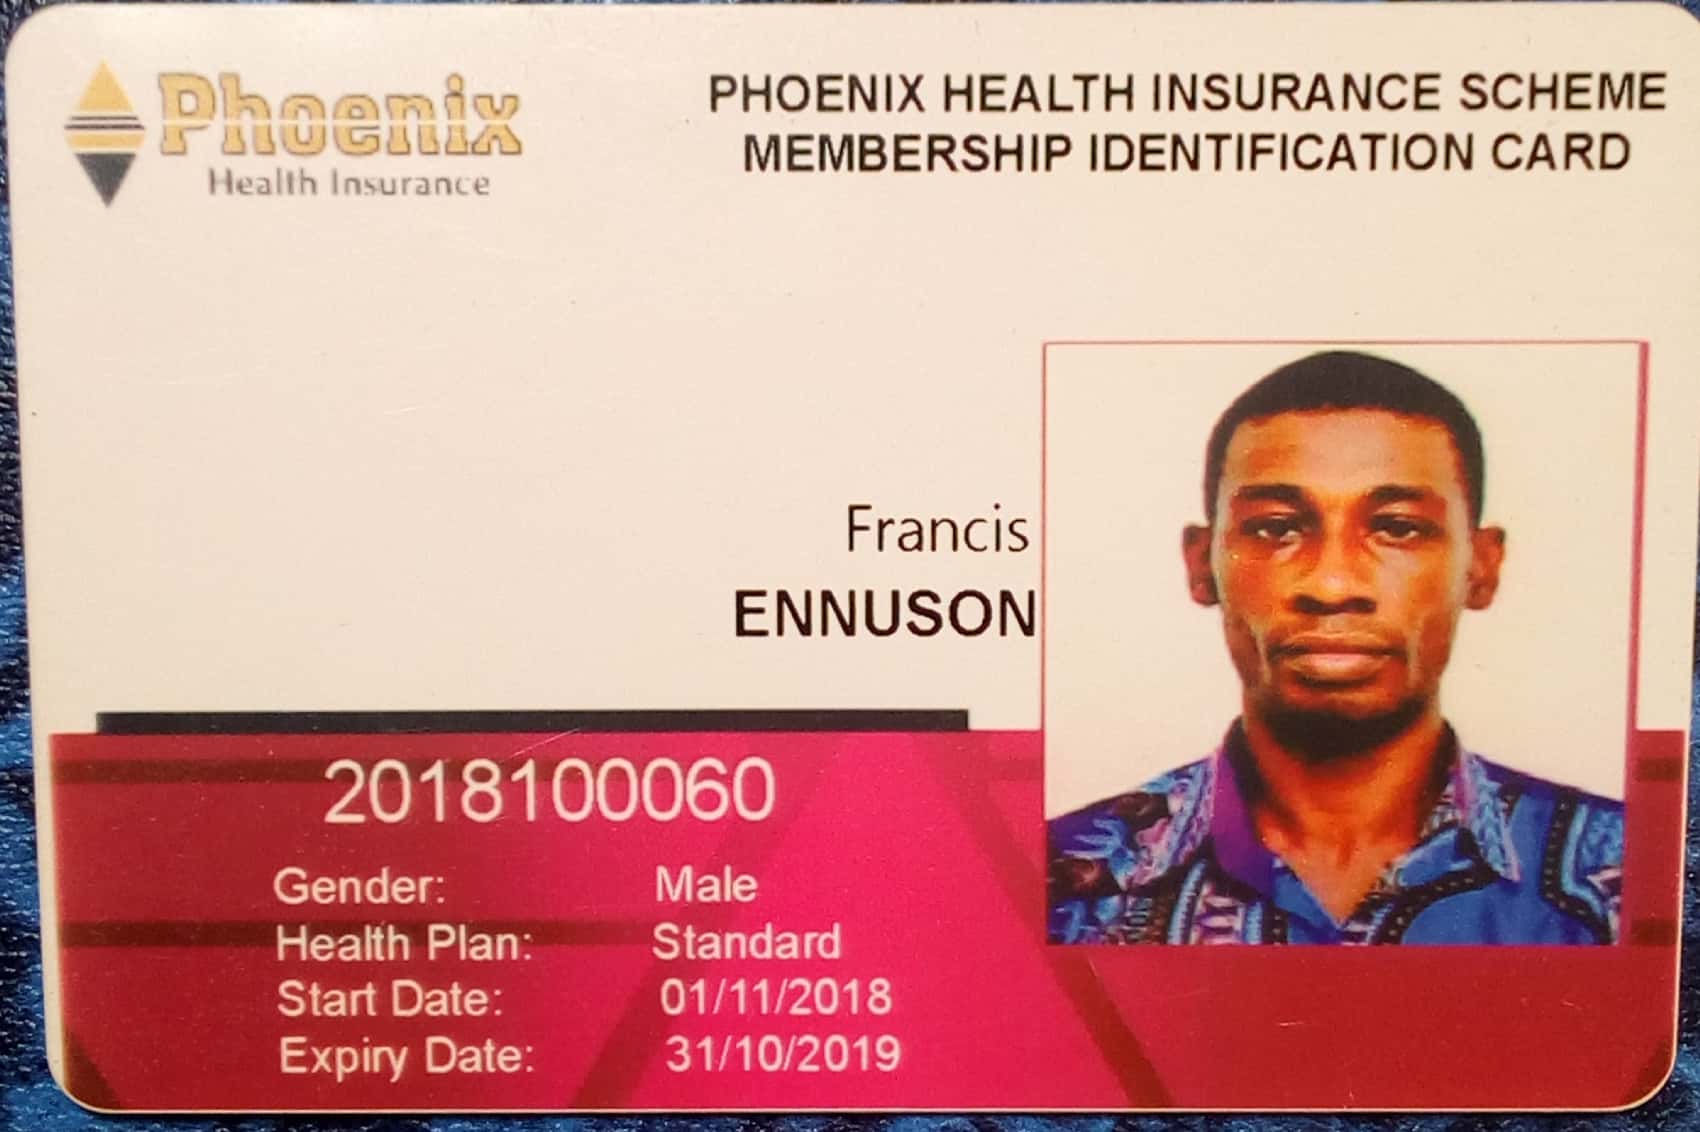 Phoenix
Health Insurance
PHOENIX HEALTH INSURANCE SCHEME
MEMBERSHIP IDENTIFICATION CARD
Francis
ENNUSON
2018100060
Gender: Male
Health Plan: Standard
Start Date: 01/11/2018
Expiry Date: 31/10/2019